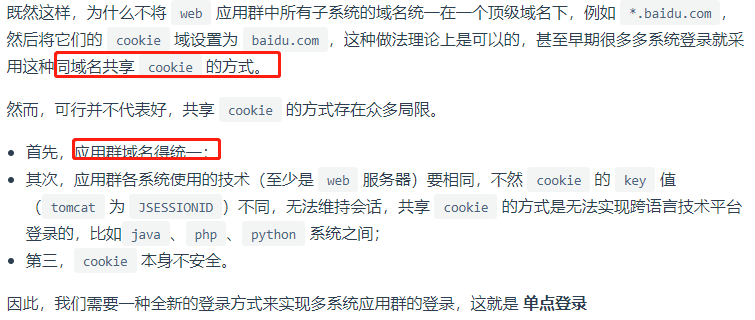 既然这样，为什么不将 web 应用群中所有子系统的域名统一在一个顶级域名下，例如 *.baidu.com，
然后将它们的 cookie 域设置为 baidu.com，这种做法理论上是可以的，甚至早期很多多系统登录就采
用这种同域名共享 cookie 的方式。
然而，可行并不代表好，共享 cookie 的方式存在众多局限。
• 首先，应用群域名得统一；
• 其次，应用群各系统使用的技术（至少是 web 服务器）要相同，不然 cookie 的 key 值
（tomcat 为 JSESSIONID）不同，无法维持会话，共享 cookie 的方式是无法实现跨语言技术平台
登录的，比如 java、php、python 系统之间；
• 第三，cookie 本身不安全。
因此，我们需要一种全新的登录方式来实现多系统应用群的登录，这就是 单点登录